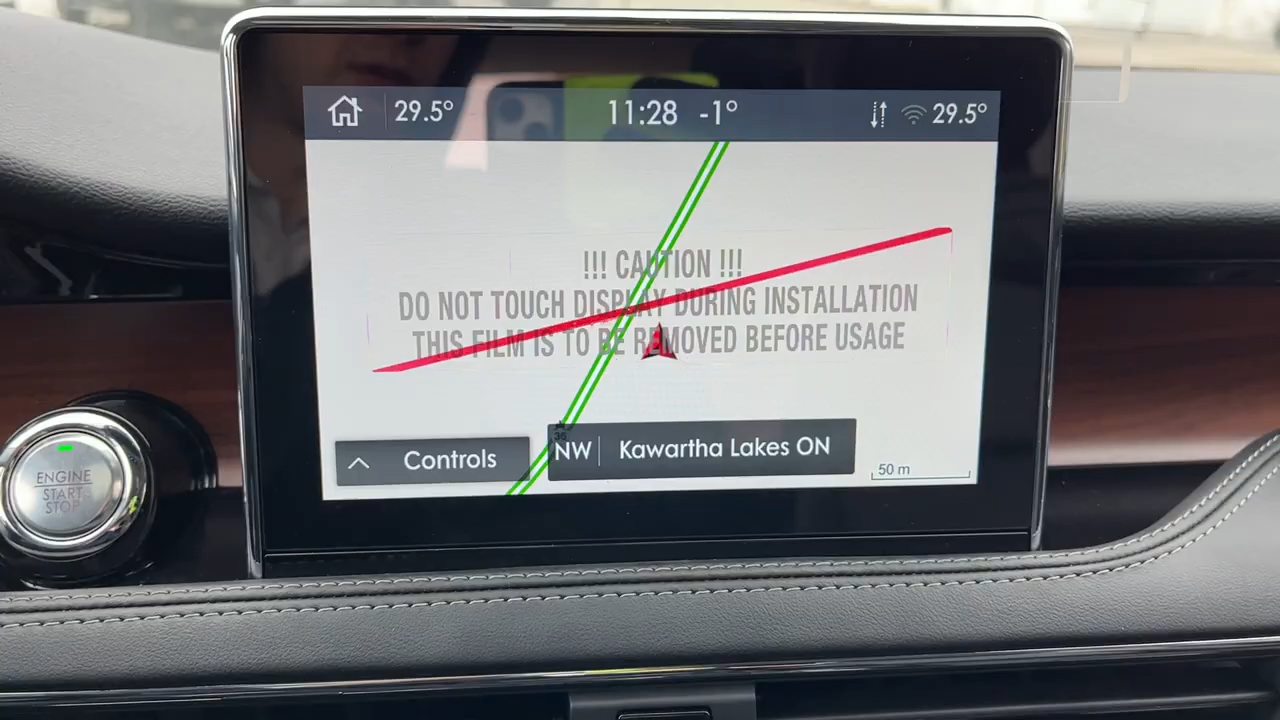 29.5° 11:28 -1° 29.5°
!!! CAUTION !!!
DO NOT TOUCH DISPLAY DURING INSTALLATION
THIS FILM IS TO BE REMOVED BEFORE USAGE
Controls
NW Kawartha Lakes ON
50 m
ENGINE
START
STOP